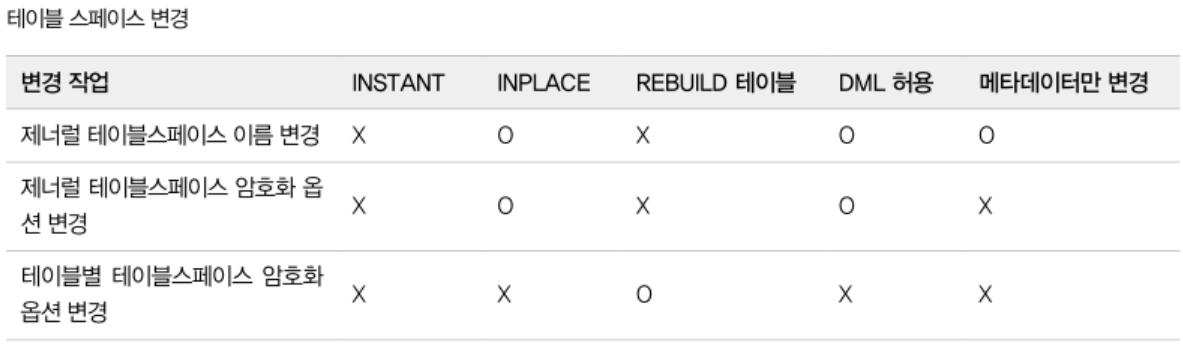 테이블 스페이스 변경
변경 작업 INSTANT INPLACE REBUILD 테이블 DML 허용 메타데이터만 변경
제너럴 테이블스페이스 이름 변경 X O X O O
제너럴 테이블스페이스 암호화 옵
션 변경 X O X O X
테이블별 테이블스페이스 암호화
옵션 변경 X X O X X